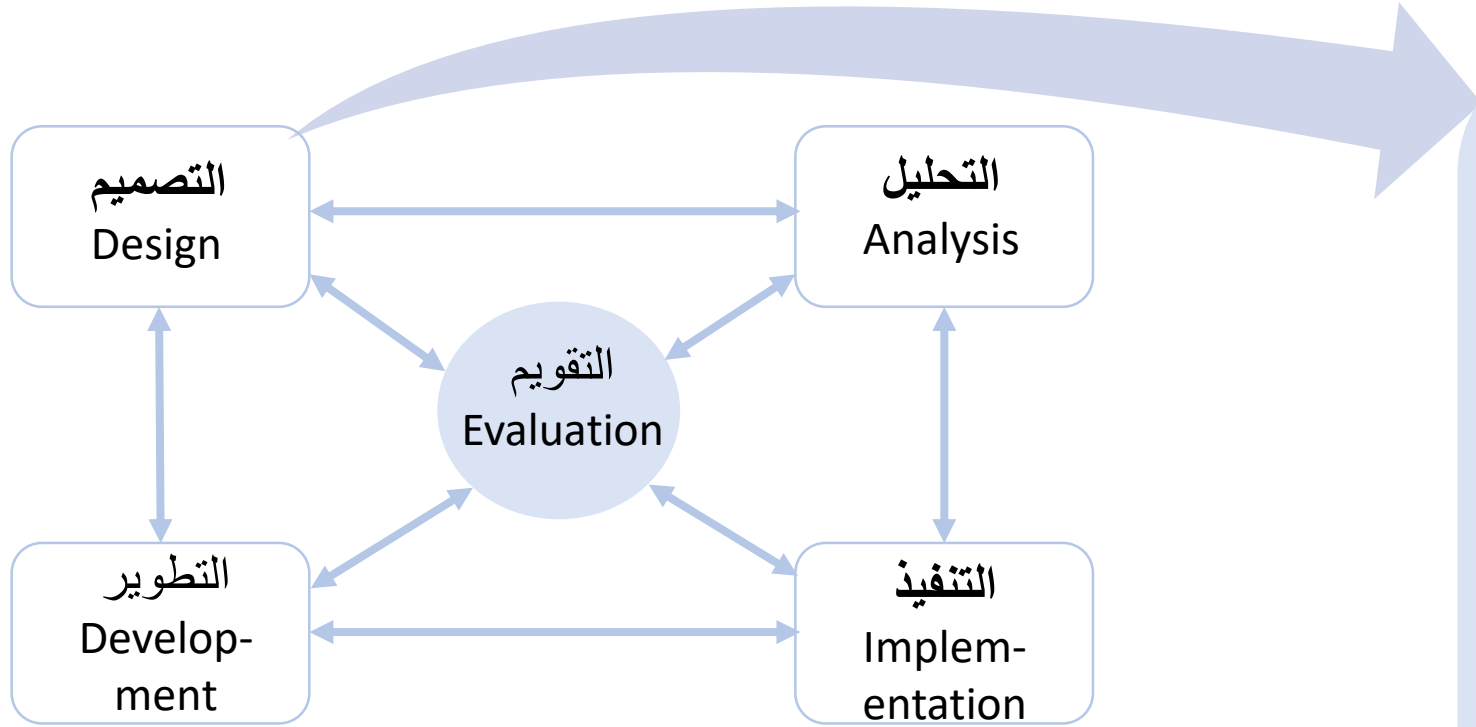 التصميم
Design
التحليل
Analysis
التقويم
Evaluation
التطوير
Develop-
ment
التنفيذ
Implem-
entation